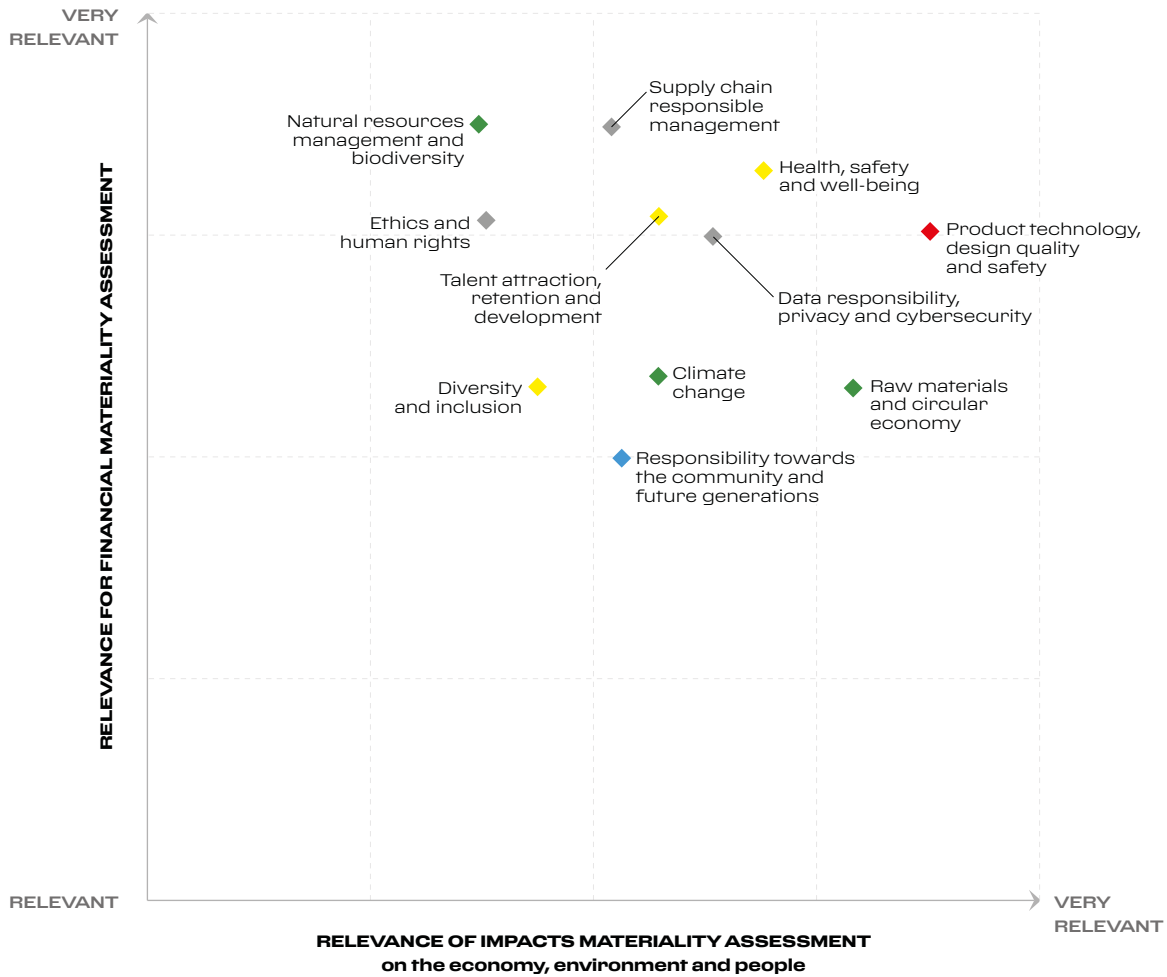 VERY
RELEVANT
Supply chain
responsible
management
Natural resources
management and
biodiversity
Health, safety
and well-being
Ethics and
human rights
Product technology,
design quality
and safety
Talent attraction,
retention and
development
Data responsibility,
privacy and cybersecurity
Climate
change
Diversity
and inclusion
Raw materials
and circular
economy
Responsibility towards
the community and
future generations
RELEVANCE FOR FINANCIAL MATERIALITY ASSESSMENT
RELEVANT
VERY
RELEVANT
RELEVANCE OF IMPACTS MATERIALITY ASSESSMENT
on the economy, environment and people